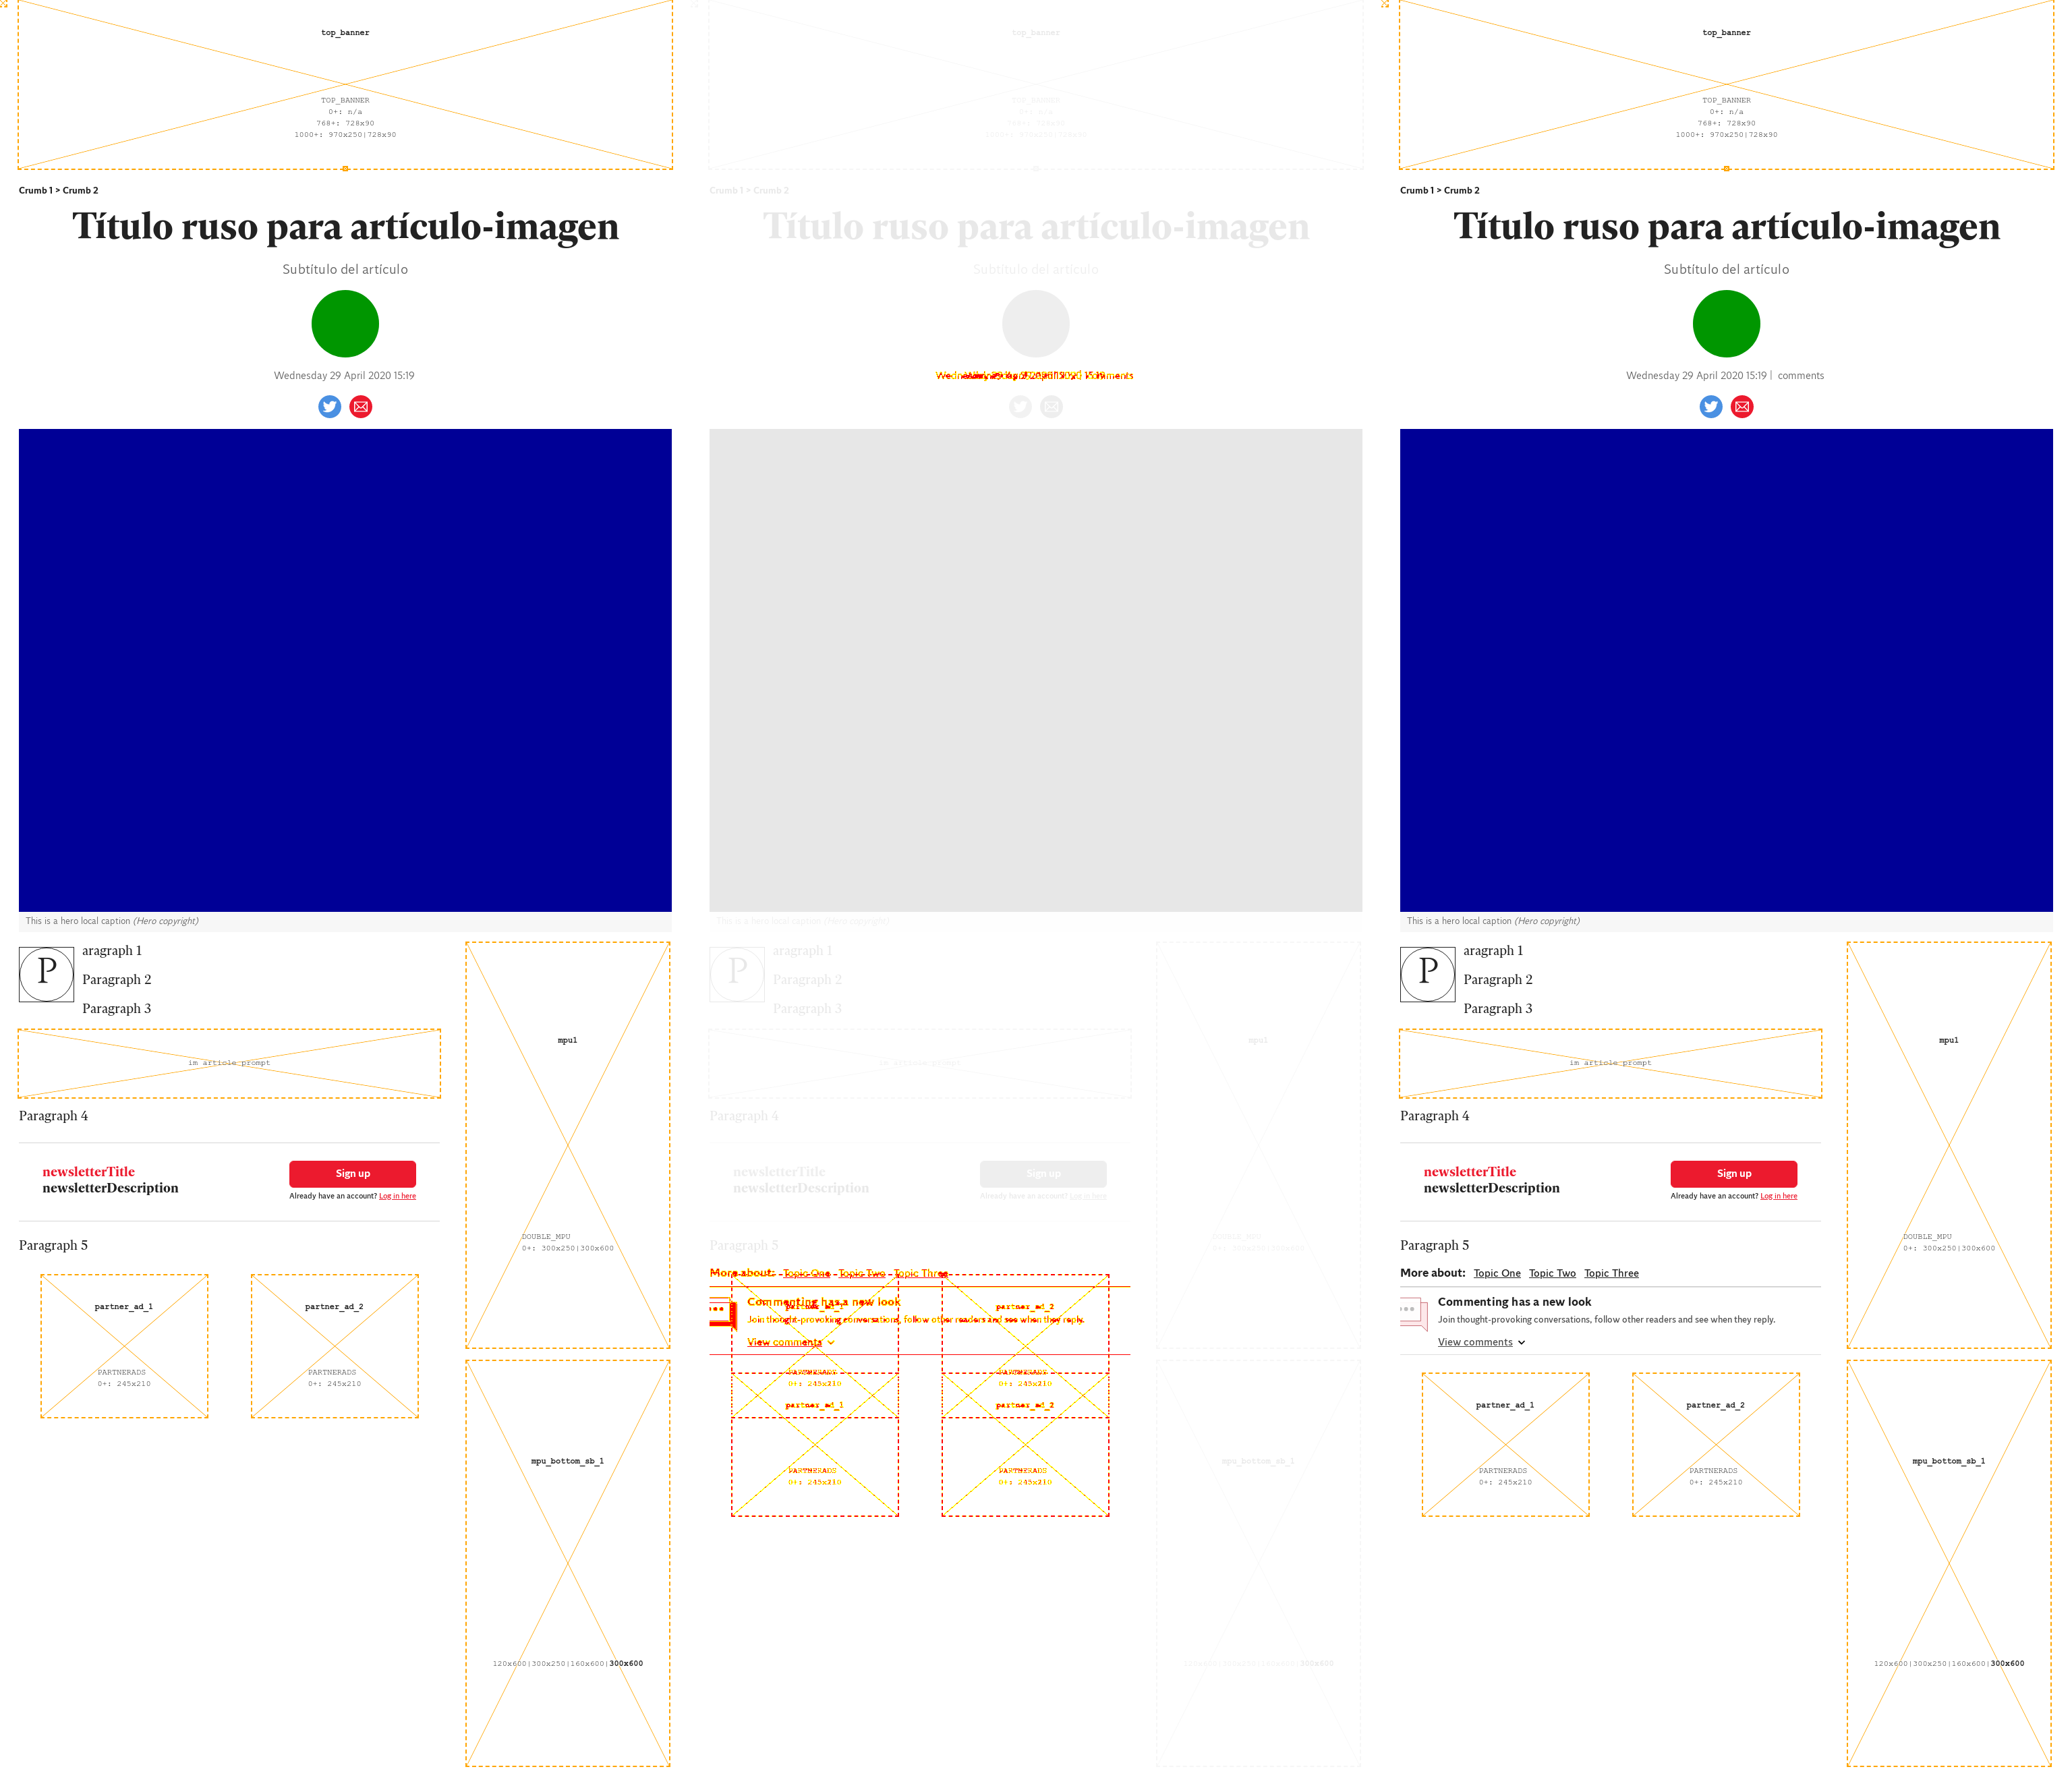 top_banner
TOP_BANNER
0+: n/a
768+: 728x90
1000+: 970x250|728x90
Crumb 1 > Crumb 2
Título ruso para artículo-imagen
Subtítulo del artículo
Wednesday 29 April 2020 15:19
This is a hero local caption (Hero copyright)
P
aragraph 1
Paragraph 2
Paragraph 3
im article prompt
Paragraph 4
newsletterTitle
newsletterDescription
Sign up
Already have an account? Log in here
Paragraph 5
partner_ad_1
PARTNERADS
0+: 245x210
partner_ad_2
PARTNERADS
0+: 245x210
mpu1
DOUBLE_MPU
0+: 300x250|300x600
mpu_bottom_sb_1
120x600|300x250|160x600|300x600
top_banner
TOP_BANNER
0+: n/a
768+: 728x90
1000+: 970x250|728x90
Crumb 1 > Crumb 2
Título ruso para artículo-imagen
Subtítulo del artículo
This is a hero local caption (Hero copyright)
P
aragraph 1
Paragraph 2
Paragraph 3
im article prompt
Paragraph 4
newsletterTitle
newsletterDescription
Sign up
Already have an account? Log in here
Paragraph 5
More about: Topic One Topic Two Topic Three
Commenting has a new look
partner_ad_1
partner_ad_2
Join thought-provoking conversations, follow other readers and see when they reply.
View comments
PARTNERADS
0+: 245x210
PARTNERADS
0+: 245x210
partner_ad_1
partner_ad_2
PARTNERADS
0+: 245x210
PARTNERADS
0+: 245x210
mpu1
DOUBLE_MPU
0+: 300x250|300x600
mpu_bottom_sb_1
120x600|300x250|160x600|300x600
top_banner
TOP_BANNER
0+: n/a
768+: 728x90
1000+: 970x250|728x90
Crumb 1 > Crumb 2
Título ruso para artículo-imagen
Subtítulo del artículo
Wednesday 29 April 2020 15:19 | comments
This is a hero local caption (Hero copyright)
P
aragraph 1
Paragraph 2
Paragraph 3
im article prompt
Paragraph 4
newsletterTitle
newsletterDescription
Sign up
Already have an account? Log in here
Paragraph 5
More about: Topic One Topic Two Topic Three
Commenting has a new look
Join thought-provoking conversations, follow other readers and see when they reply.
View comments
partner_ad_1
PARTNERADS
0+: 245x210
partner_ad_2
PARTNERADS
0+: 245x210
mpu1
DOUBLE_MPU
0+: 300x250|300x600
mpu_bottom_sb_1
120x600|300x250|160x600|300x600